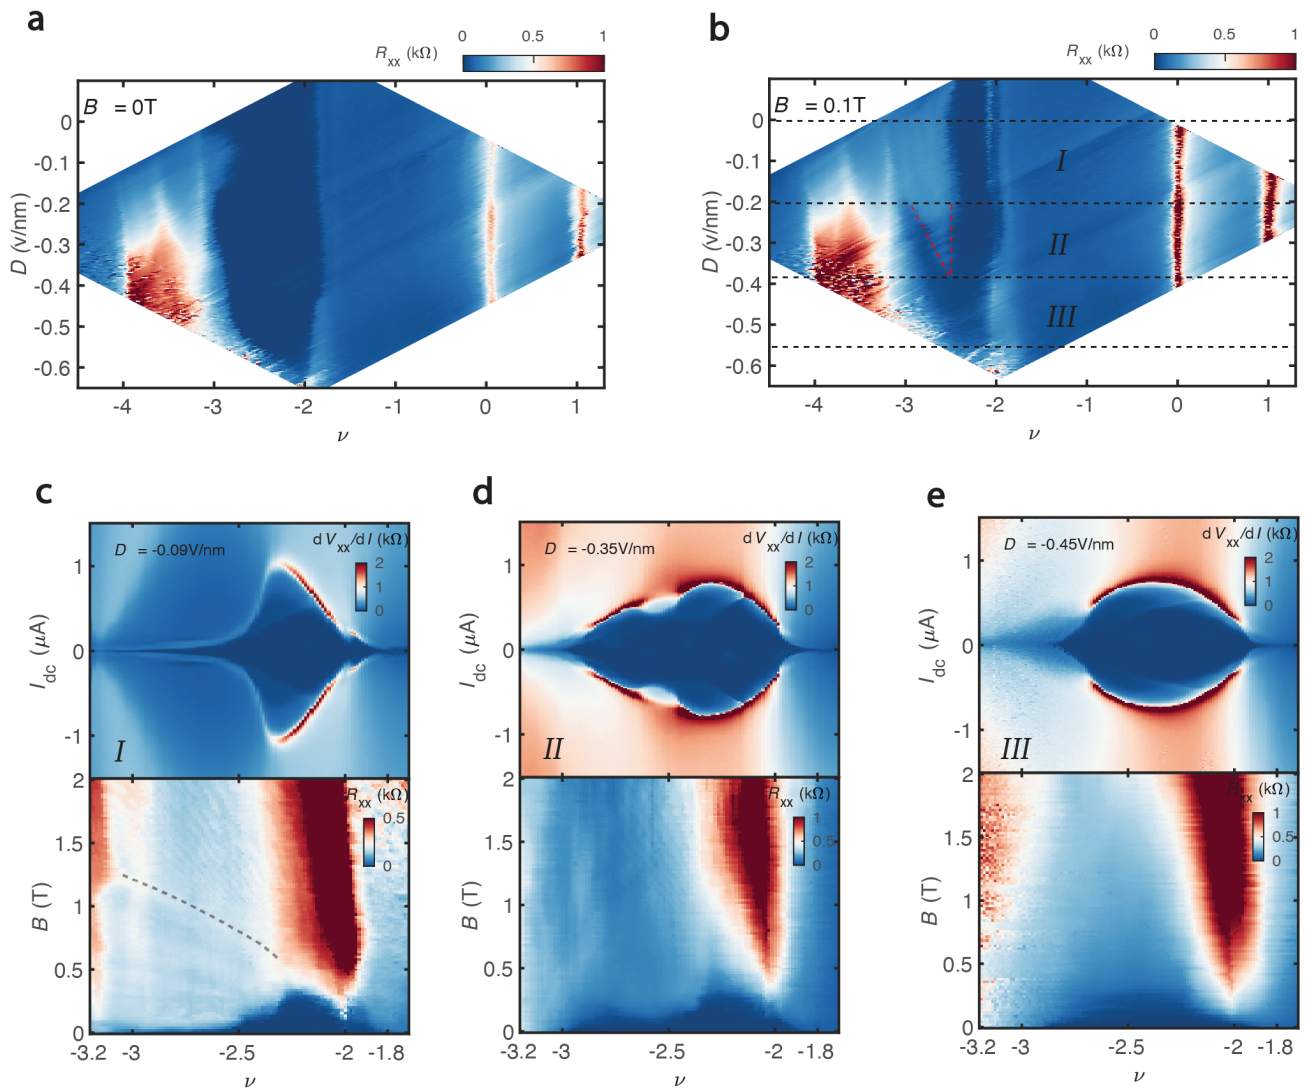 a
R_xx (kΩ)
0 0.5 1
B = 0T
0
-0.1
-0.2
-0.3
-0.4
-0.5
-0.6
D (v/nm)
-4 -3 -2 -1 0 1
ν
b
R_xx (kΩ)
0 0.5 1
B = 0.1T
0
-0.1
-0.2
-0.3
-0.4
-0.5
-0.6
D (v/nm)
I
II
III
-4 -3 -2 -1 0 1
ν
c
D = -0.09V/nm
dV_xx/dI (kΩ)
2
1
0
1
0
-1
I_dc (μA)
I
R_xx (kΩ)
0.5
0
2
1.5
1
0.5
0
B (T)
-3.2 -3 -2.5 -2 -1.8
ν
d
D = -0.35V/nm
dV_xx/dI (kΩ)
2
1
0
1
0
-1
I_dc (μA)
II
R_xx (kΩ)
1
0.5
0
2
1.5
1
0.5
0
B (T)
-3.2 -3 -2.5 -2 -1.8
ν
e
D = -0.45V/nm
dV_xx/dI (kΩ)
2
1
0
1
0
-1
I_dc (μA)
III
R_xx (kΩ)
1
0.5
0
2
1.5
1
0.5
0
B (T)
-3.2 -3 -2.5 -2 -1.8
ν